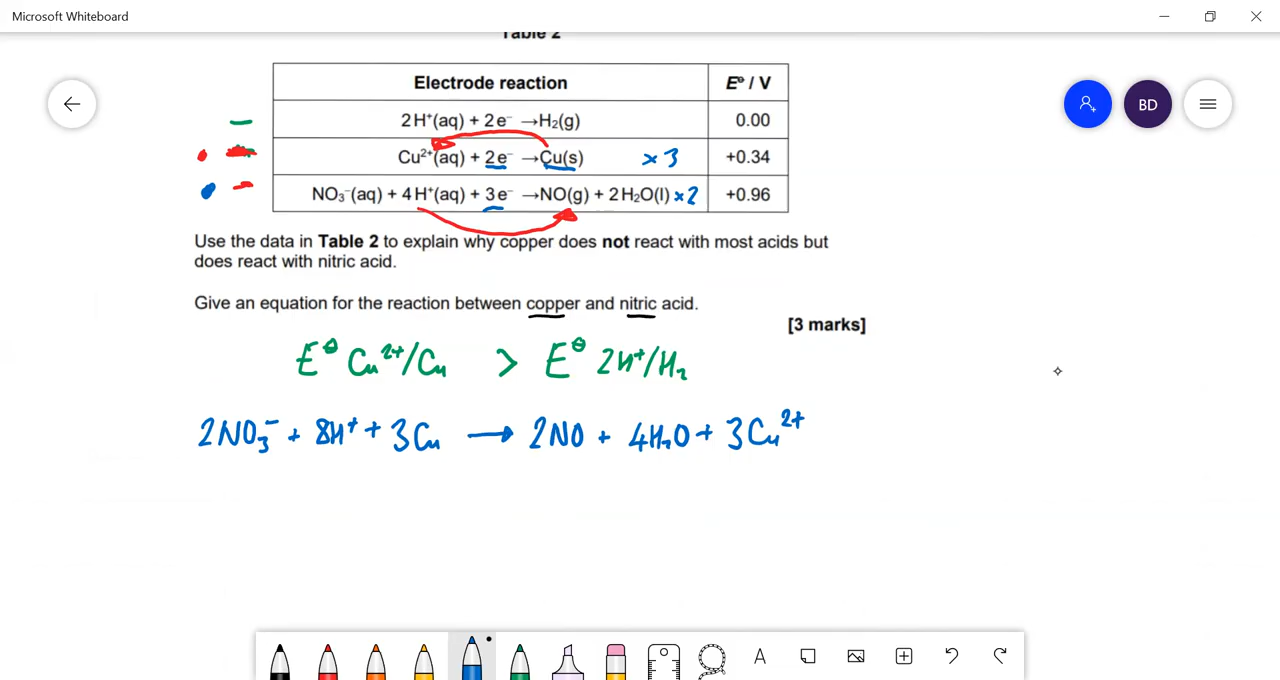 Microsoft Whiteboard
Table 2
Electrode reaction E⦵ / V
2H⁺(aq) + 2e⁻ →H₂(g) 0.00
Cu²⁺(aq) + 2e⁻ →Cu(s) × 3 +0.34
NO₃⁻(aq) + 4H⁺(aq) + 3e⁻ →NO(g) + 2H₂O(l) × 2 +0.96
BD
Use the data in Table 2 to explain why copper does not react with most acids but
does react with nitric acid.
Give an equation for the reaction between copper and nitric acid.
[3 marks]
E⦵ Cu²⁺/Cu > E⦵ 2H⁺/H₂
2NO₃⁻ + 8H⁺ + 3Cu → 2NO + 4H₂O + 3Cu²⁺
A